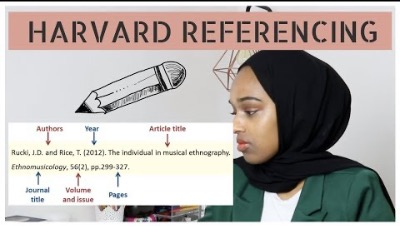 HARVARD REFERENCING
Authors Year Article title
Rucki, J.D. and Rice, T. (2012). The individual in musical ethnography.
Ethnomusicology, 56(2), pp.299-327.
Journal title Volume and issue Pages